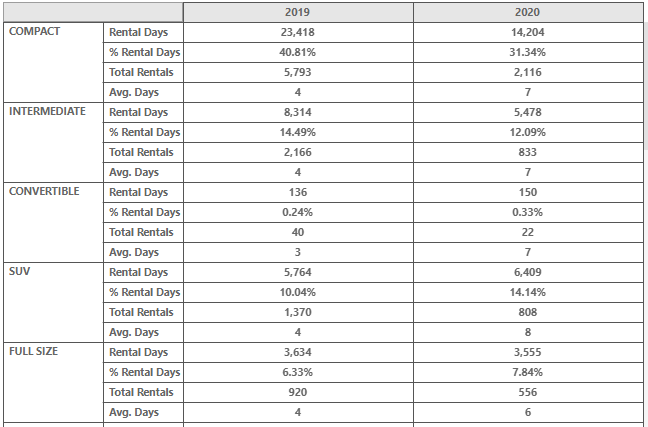 2019 2020
COMPACT Rental Days 23,418 14,204
% Rental Days 40.81% 31.34%
Total Rentals 5,793 2,116
Avg. Days 4 7
INTERMEDIATE Rental Days 8,314 5,478
% Rental Days 14.49% 12.09%
Total Rentals 2,166 833
Avg. Days 4 7
CONVERTIBLE Rental Days 136 150
% Rental Days 0.24% 0.33%
Total Rentals 40 22
Avg. Days 3 7
SUV Rental Days 5,764 6,409
% Rental Days 10.04% 14.14%
Total Rentals 1,370 808
Avg. Days 4 8
FULL SIZE Rental Days 3,634 3,555
% Rental Days 6.33% 7.84%
Total Rentals 920 556
Avg. Days 4 6